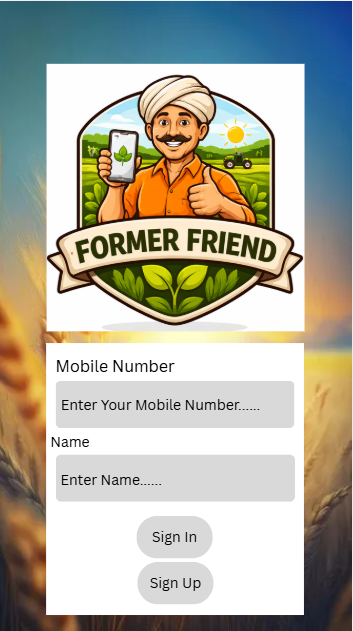 FORMER FRIEND
Mobile Number
Enter Your Mobile Number......
Name
Enter Name......
Sign In
Sign Up